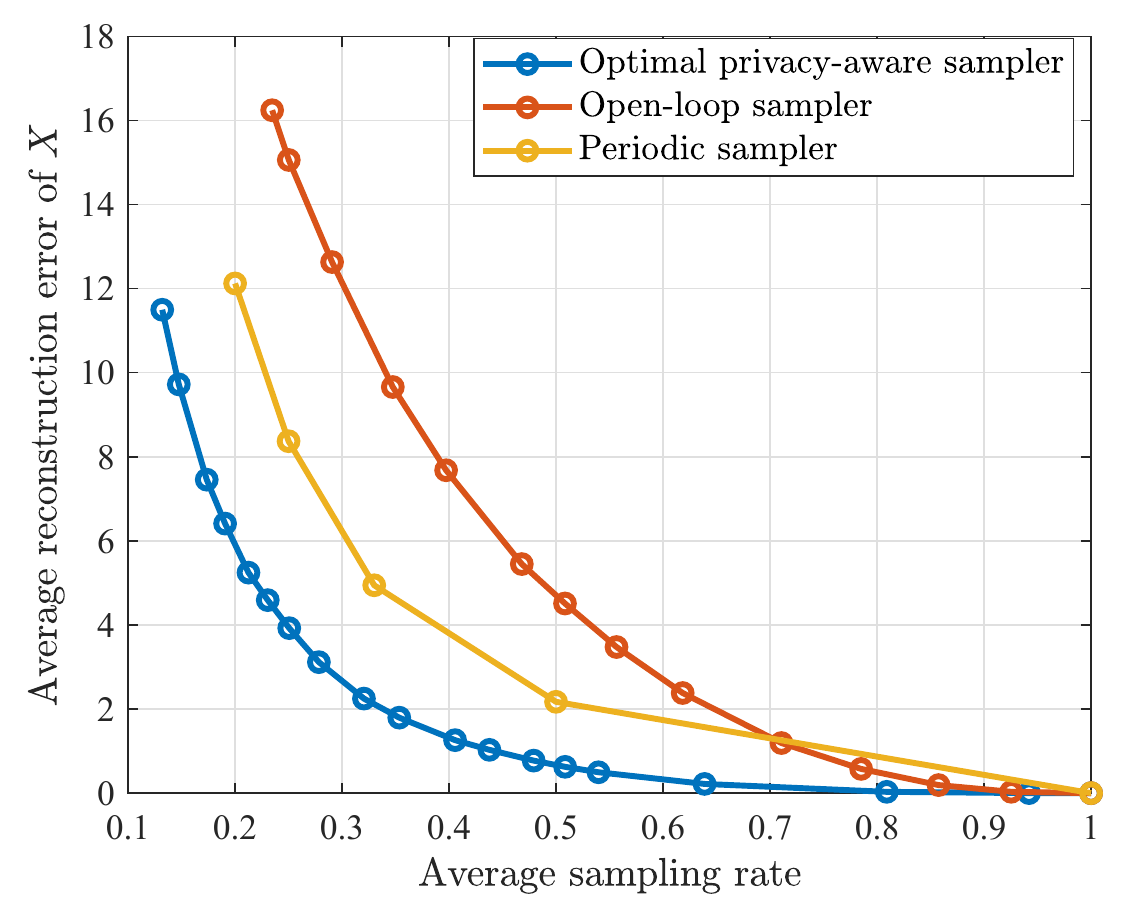 18
16
14
12
10
8
6
4
2
0
Average reconstruction error of X
Optimal privacy-aware sampler
Open-loop sampler
Periodic sampler
0.1 0.2 0.3 0.4 0.5 0.6 0.7 0.8 0.9 1
Average sampling rate